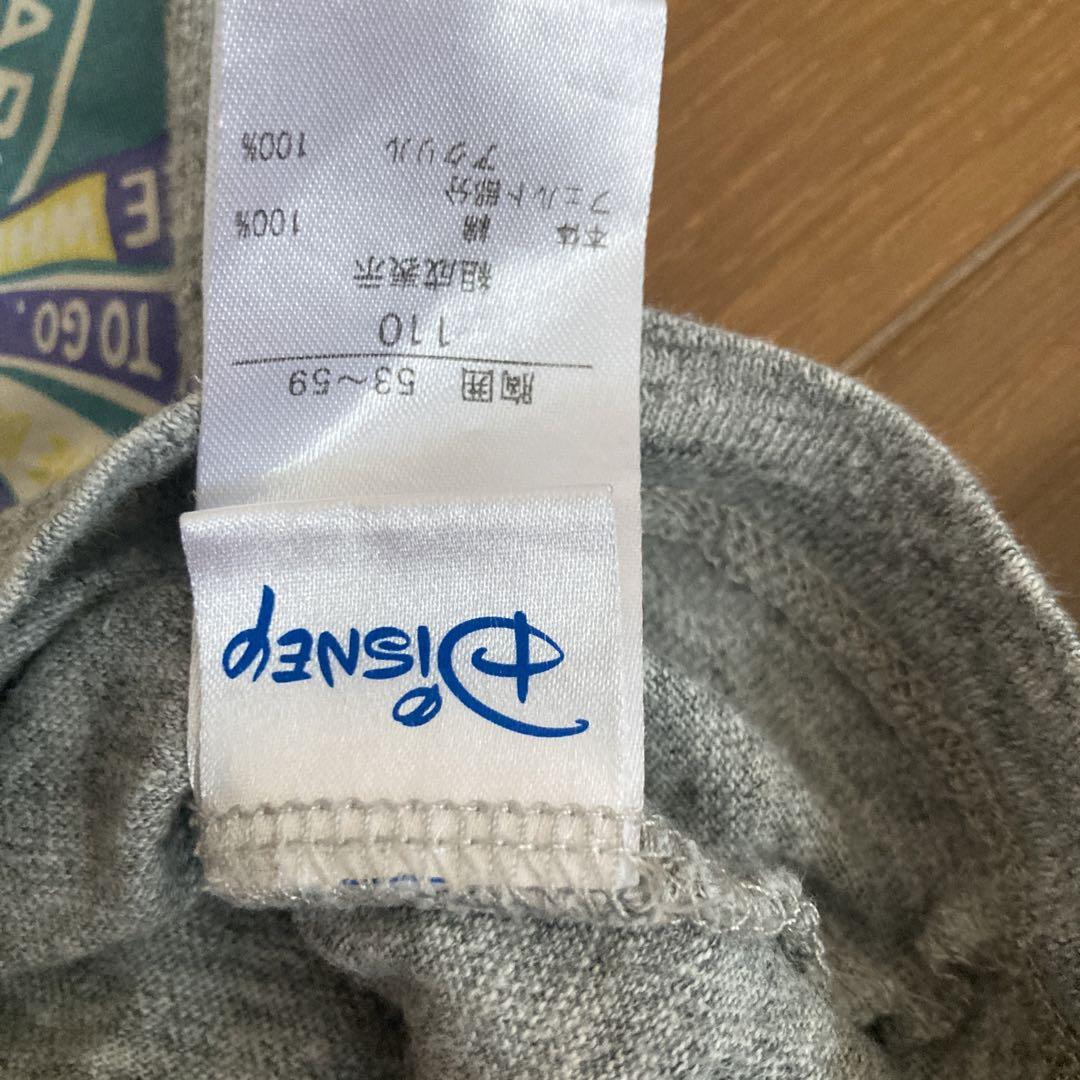 DISNEY
胸囲 53～59
110
組成表示
本体 綿 100%
フェルト部分
アクリル 100%
TO GO.
WH
E